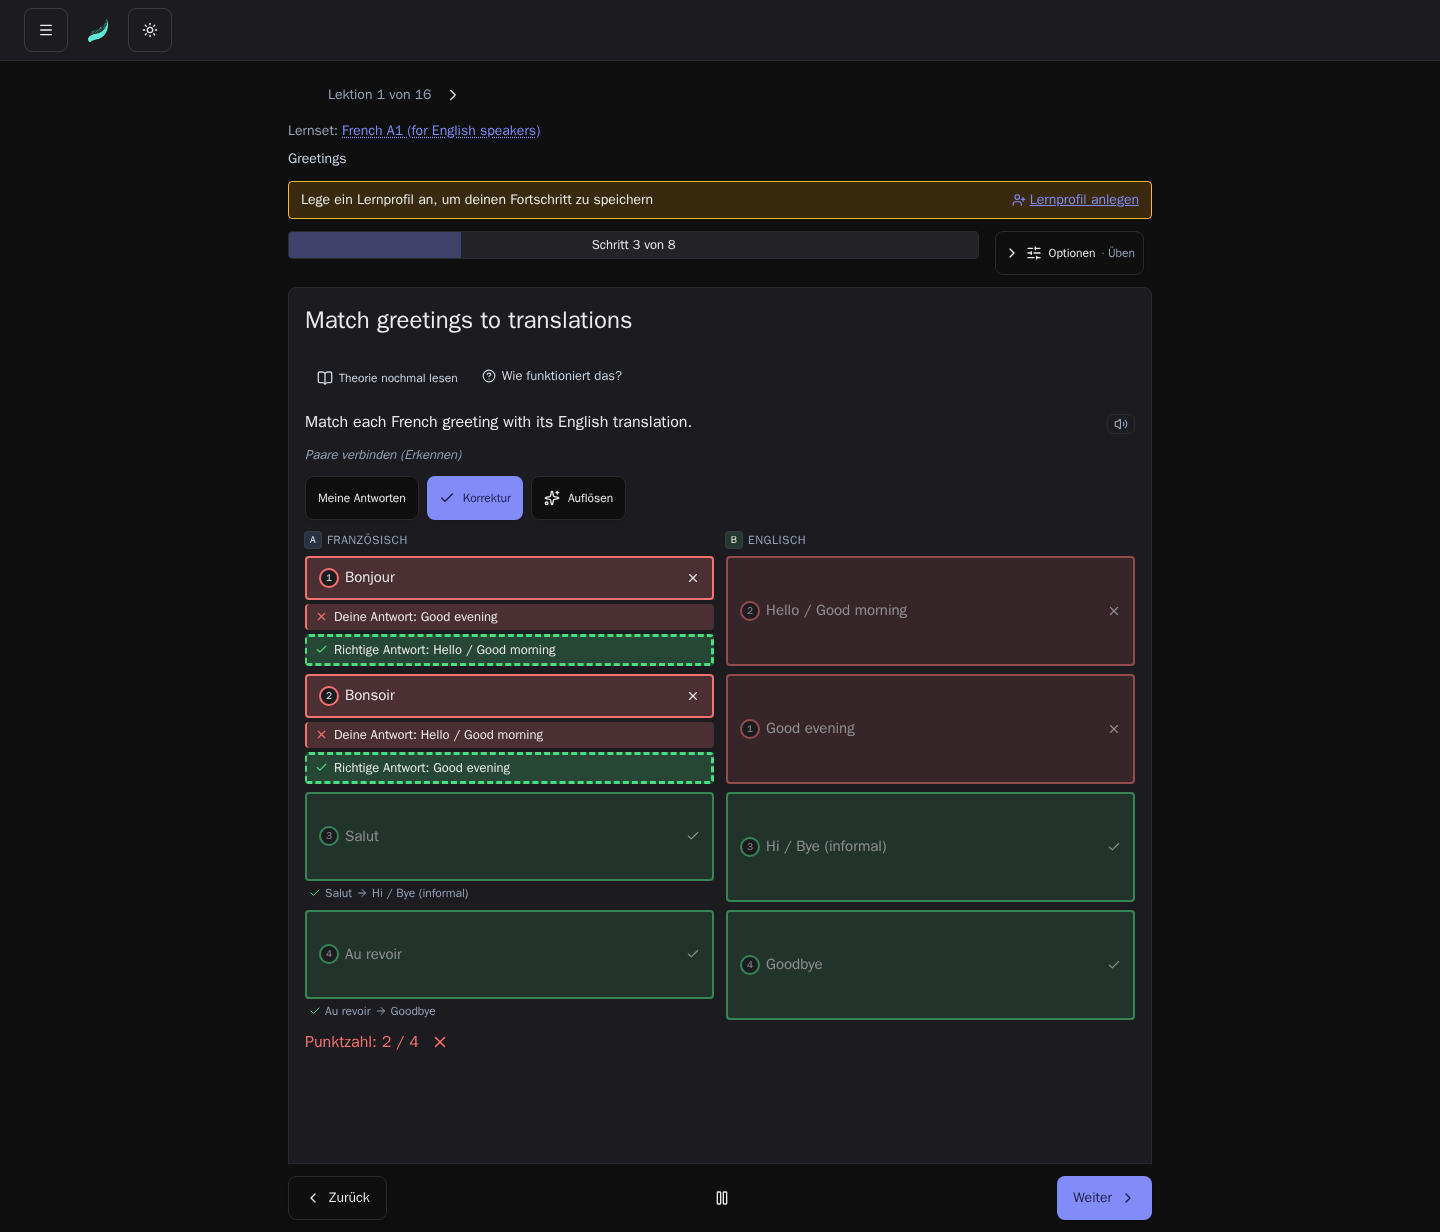 Lektion 1 von 16
Lernset: French A1 (for English speakers)
Greetings
Lege ein Lernprofil an, um deinen Fortschritt zu speichern
Lernprofil anlegen
Schritt 3 von 8
Optionen · Üben
Match greetings to translations
Theorie nochmal lesen
Wie funktioniert das?
Match each French greeting with its English translation.
Paare verbinden (Erkennen)
Meine Antworten
Korrektur
Auflösen
A FRANZÖSISCH
B ENGLISCH
1 Bonjour
Deine Antwort: Good evening
Richtige Antwort: Hello / Good morning
2 Hello / Good morning
2 Bonsoir
Deine Antwort: Hello / Good morning
Richtige Antwort: Good evening
1 Good evening
3 Salut
Salut → Hi / Bye (informal)
3 Hi / Bye (informal)
4 Au revoir
Au revoir → Goodbye
4 Goodbye
Punktzahl: 2 / 4
Zurück
Weiter